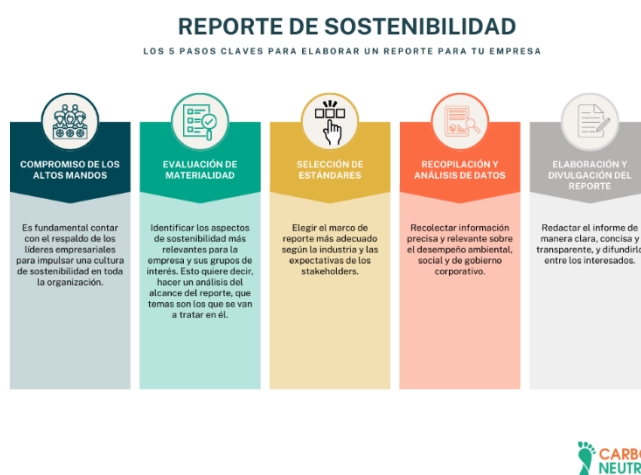 REPORTE DE SOSTENIBILIDAD
LOS 5 PASOS CLAVES PARA ELABORAR UN REPORTE PARA TU EMPRESA
COMPROMISO DE LOS
ALTOS MANDOS
Es fundamental contar
con el respaldo de los
líderes empresariales
para impulsar una cultura
de sostenibilidad en toda
la organización.
EVALUACIÓN DE
MATERIALIDAD
Identificar los aspectos
de sostenibilidad más
relevantes para la
empresa y sus grupos de
interés. Esto quiere decir,
hacer un análisis del
alcance del reporte, que
temas son los que se van
a tratar en él.
SELECCIÓN DE
ESTÁNDARES
Elegir el marco de
reporte más adecuado
según la industria y las
expectativas de los
stakeholders.
RECOPILACIÓN Y
ANÁLISIS DE DATOS
Recolectar información
precisa y relevante sobre
el desempeño ambiental,
social y de gobierno
corporativo.
ELABORACIÓN Y
DIVULGACIÓN DEL
REPORTE
Redactar el informe de
manera clara, concisa y
transparente, y difundirlo
entre los interesados.
CARBO
NEUTR